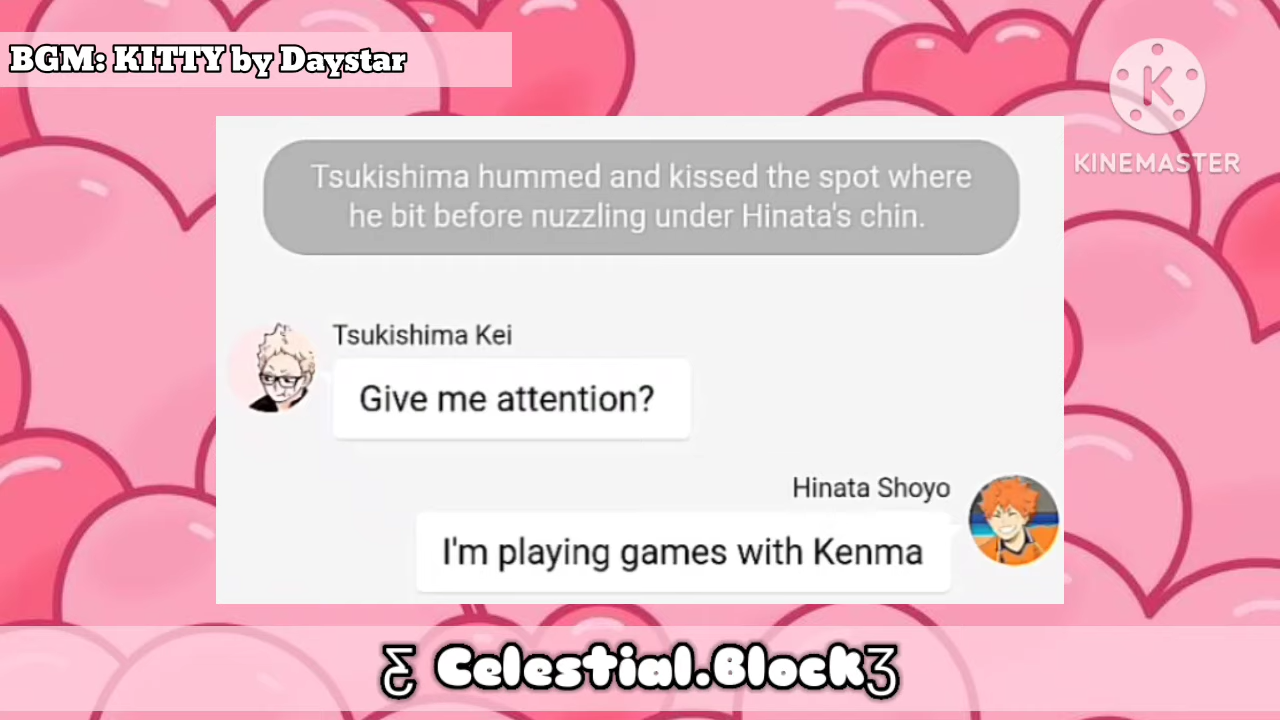 BGM: KITTY by Daystar
KINEMASTER
Tsukishima hummed and kissed the spot where
he bit before nuzzling under Hinata's chin.
Tsukishima Kei
Give me attention?
Hinata Shoyo
I'm playing games with Kenma
Ƹ Celestial.BlockƷ